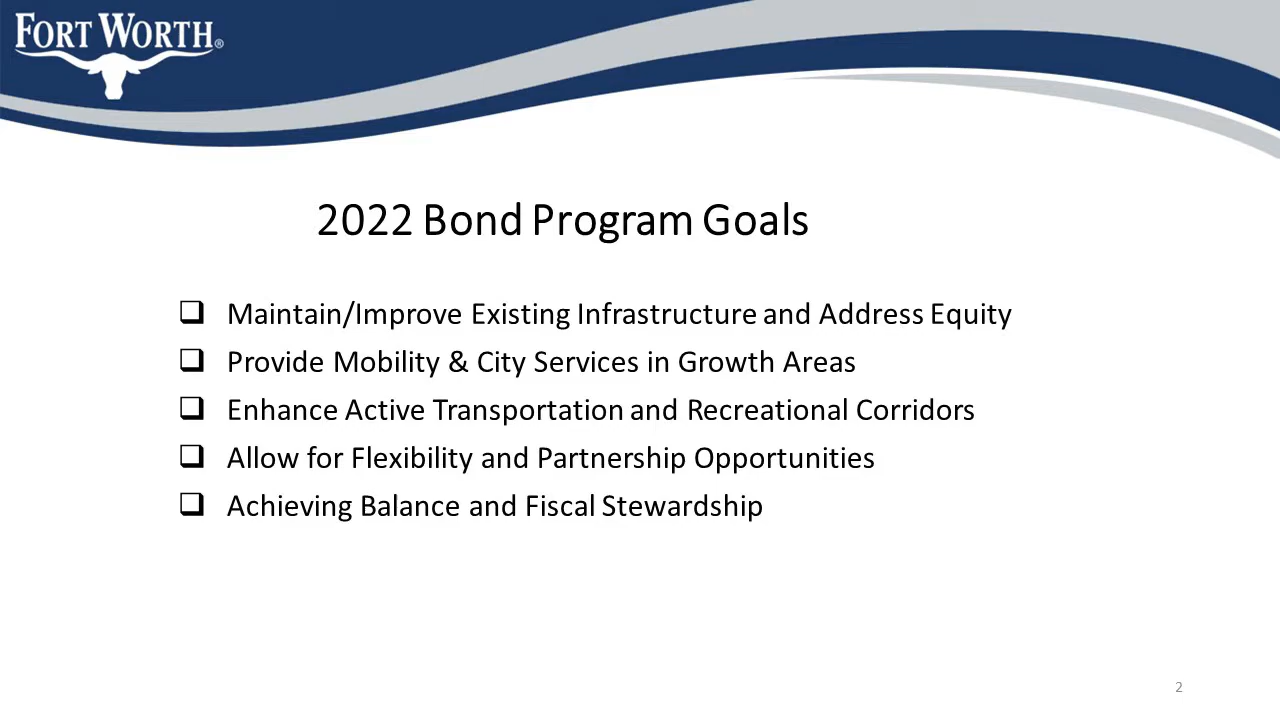 FORT WORTH®
2022 Bond Program Goals
❑ Maintain/Improve Existing Infrastructure and Address Equity
❑ Provide Mobility & City Services in Growth Areas
❑ Enhance Active Transportation and Recreational Corridors
❑ Allow for Flexibility and Partnership Opportunities
❑ Achieving Balance and Fiscal Stewardship
2